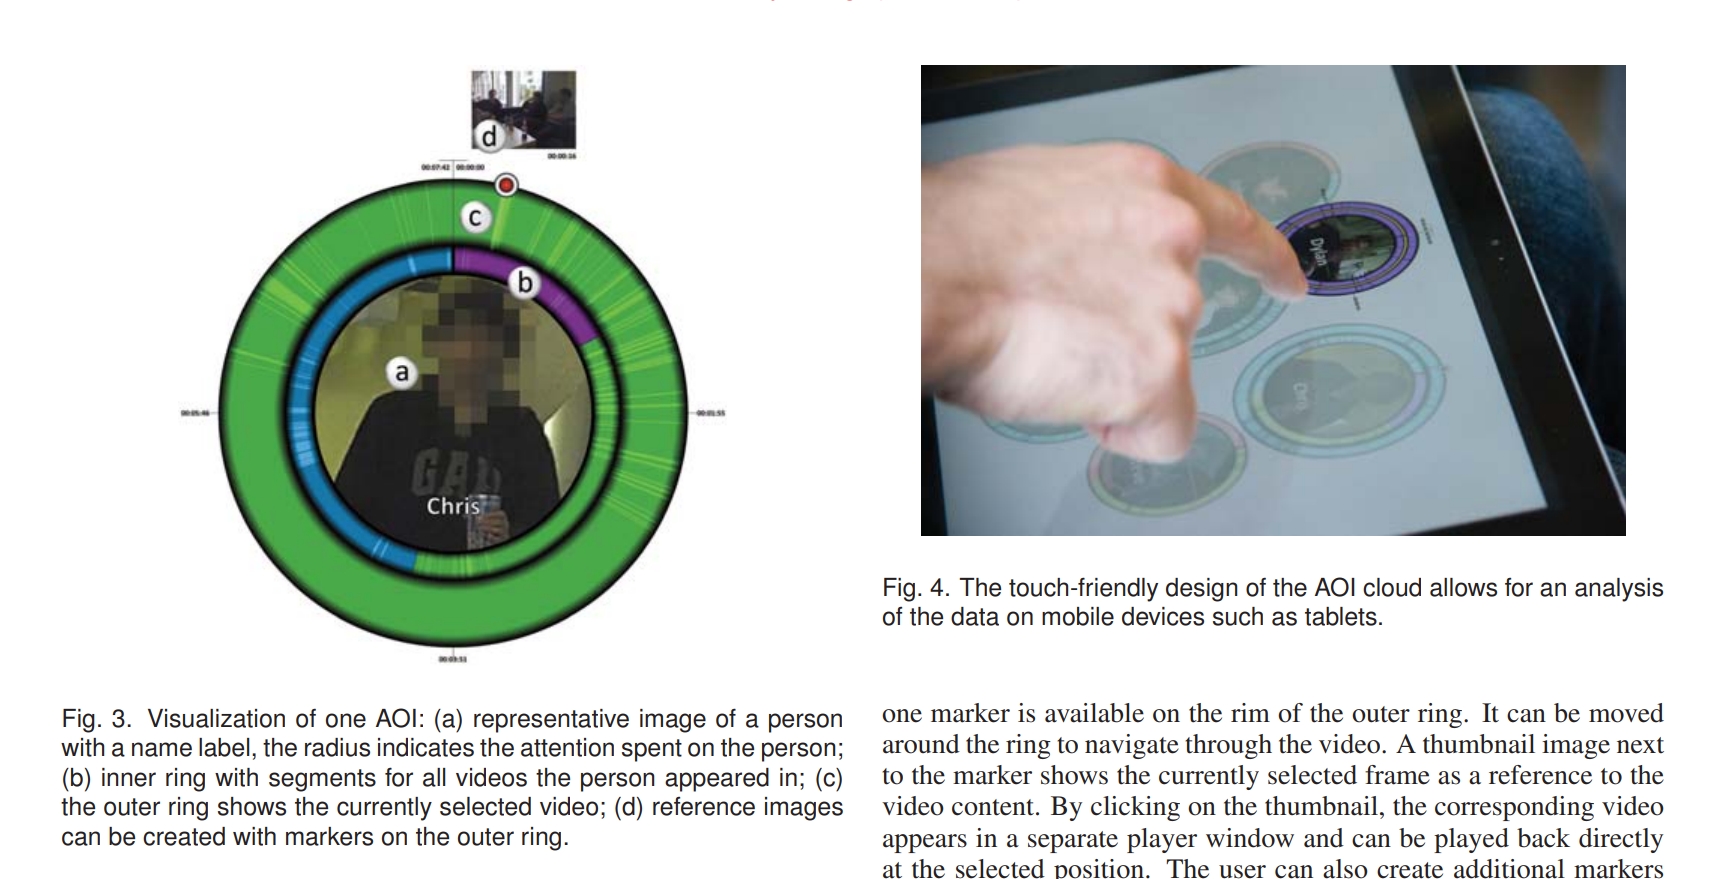 d
00:00:16
00:07:42 00:00:00
c
b
a
GAP
Chris
00:05:46
00:01:55
00:03:51
Fig. 3. Visualization of one AOI: (a) representative image of a person
with a name label, the radius indicates the attention spent on the person;
(b) inner ring with segments for all videos the person appeared in; (c)
the outer ring shows the currently selected video; (d) reference images
can be created with markers on the outer ring.
Dylan
Chris
Fig. 4. The touch-friendly design of the AOI cloud allows for an analysis
of the data on mobile devices such as tablets.
one marker is available on the rim of the outer ring. It can be moved
around the ring to navigate through the video. A thumbnail image next
to the marker shows the currently selected frame as a reference to the
video content. By clicking on the thumbnail, the corresponding video
appears in a separate player window and can be played back directly
at the selected position. The user can also create additional markers